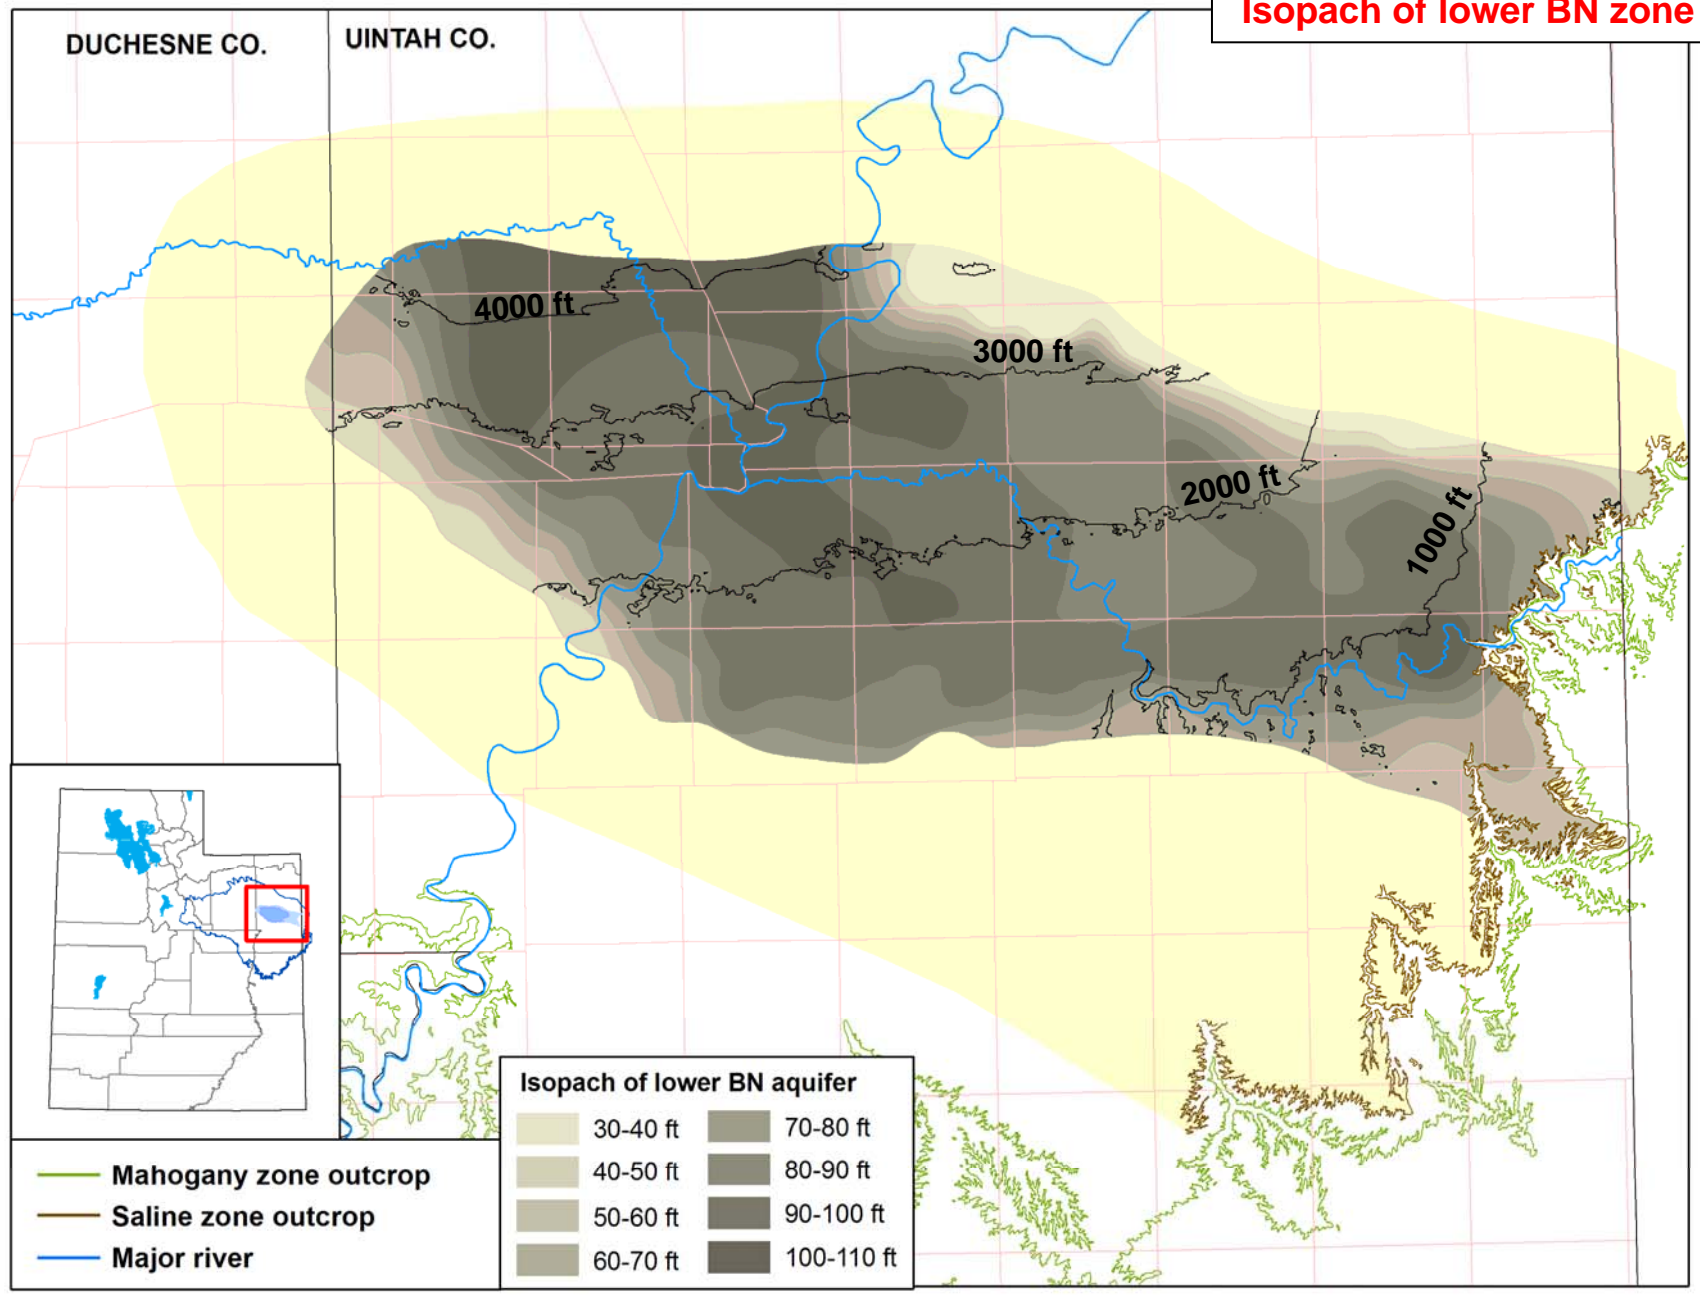 Isopach of lower BN zone
DUCHESNE CO.
UINTAH CO.
4000 ft
3000 ft
2000 ft
1000 ft
Isopach of lower BN aquifer
30-40 ft
40-50 ft
50-60 ft
60-70 ft
70-80 ft
80-90 ft
90-100 ft
100-110 ft
Mahogany zone outcrop
Saline zone outcrop
Major river